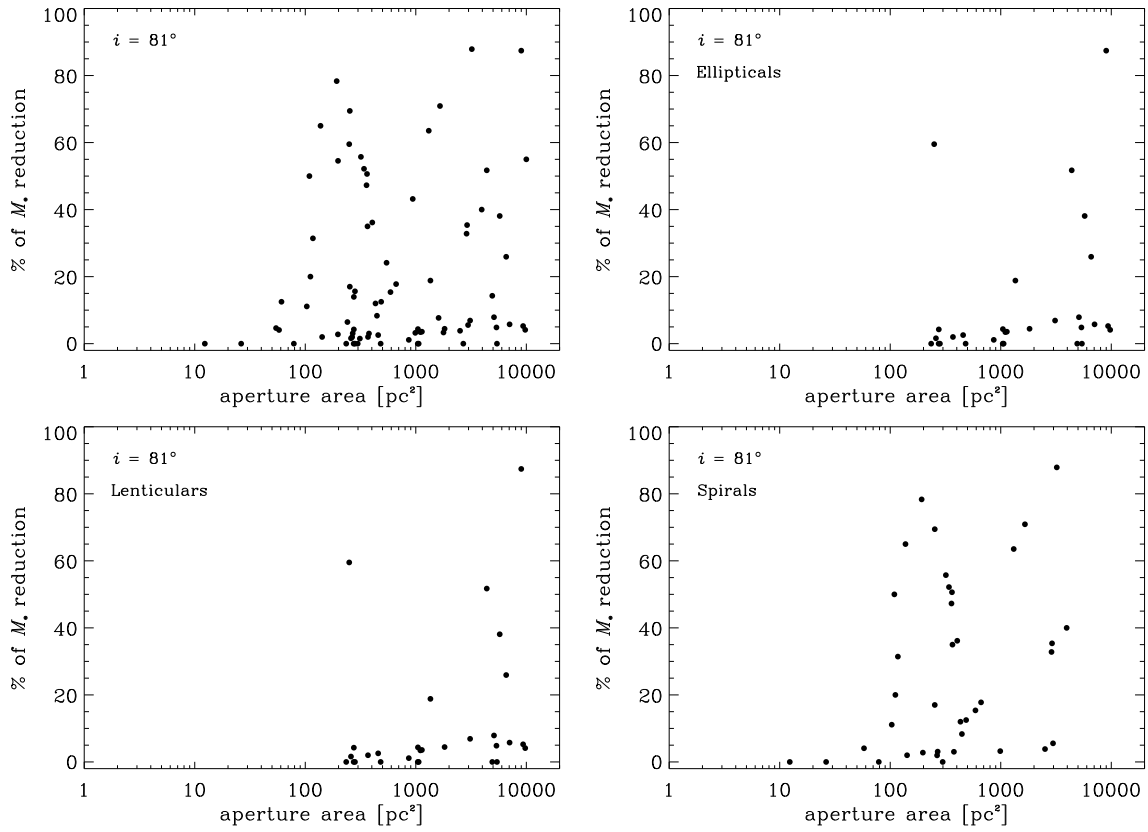 100
80
60
40
20
0
% of M• reduction
i = 81°
1 10 100 1000 10000
aperture area [pc²]
100
80
60
40
20
0
% of M• reduction
i = 81°
Ellipticals
1 10 100 1000 10000
aperture area [pc²]
100
80
60
40
20
0
% of M• reduction
i = 81°
Lenticulars
1 10 100 1000 10000
aperture area [pc²]
100
80
60
40
20
0
% of M• reduction
i = 81°
Spirals
1 10 100 1000 10000
aperture area [pc²]